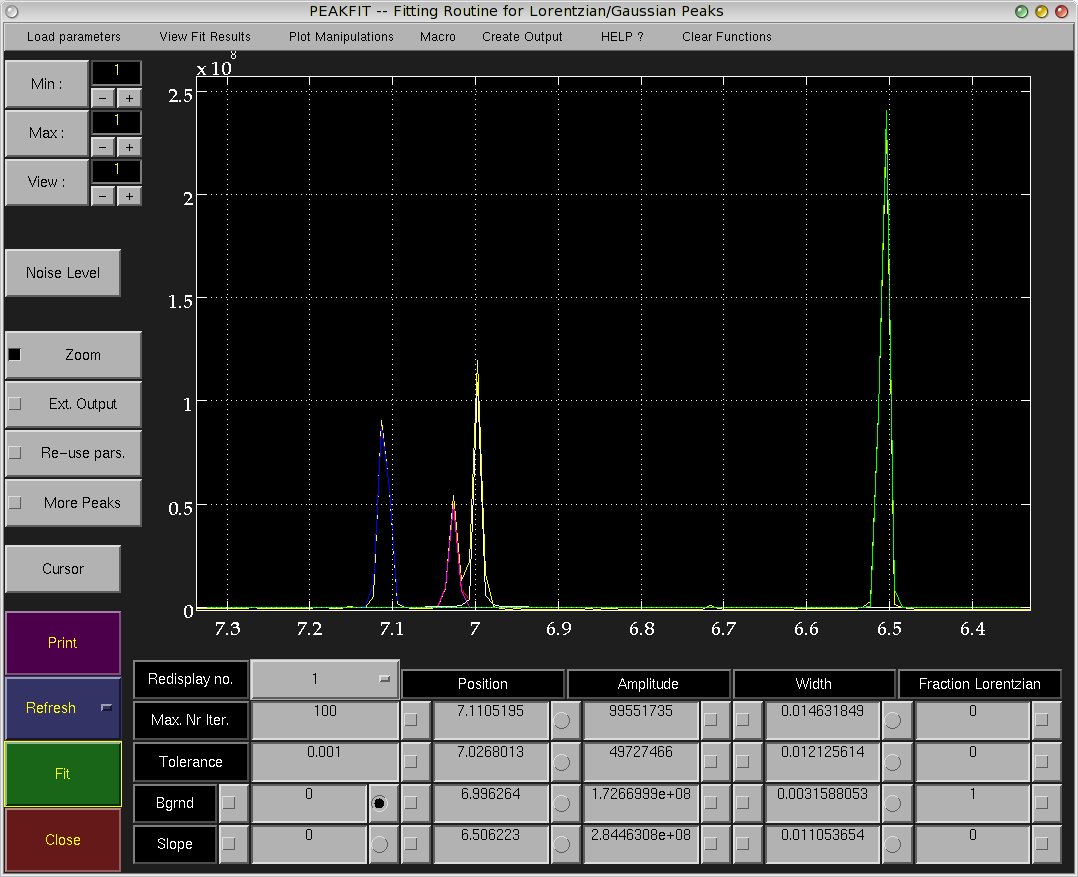 PEAKFIT -- Fitting Routine for Lorentzian/Gaussian Peaks
Load parameters View Fit Results Plot Manipulations Macro Create Output HELP ? Clear Functions
Min : 1
- +
Max : 1
- +
View : 1
- +
Noise Level
Zoom
Ext. Output
Re-use pars.
More Peaks
Cursor
Print
Refresh
Fit
Close
x 10^8
2.5
2
1.5
1
0.5
0
7.3 7.2 7.1 7 6.9 6.8 6.7 6.6 6.5 6.4
Redisplay no. 1 Position Amplitude Width Fraction Lorentzian
Max. Nr Iter. 100 7.1105195 99551735 0.014631849 0
Tolerance 0.001 7.0268013 49727466 0.012125614 0
Bgrnd 0 6.996264 1.7266999e+08 0.0031588053 1
Slope 0 6.506223 2.8446308e+08 0.011053654 0